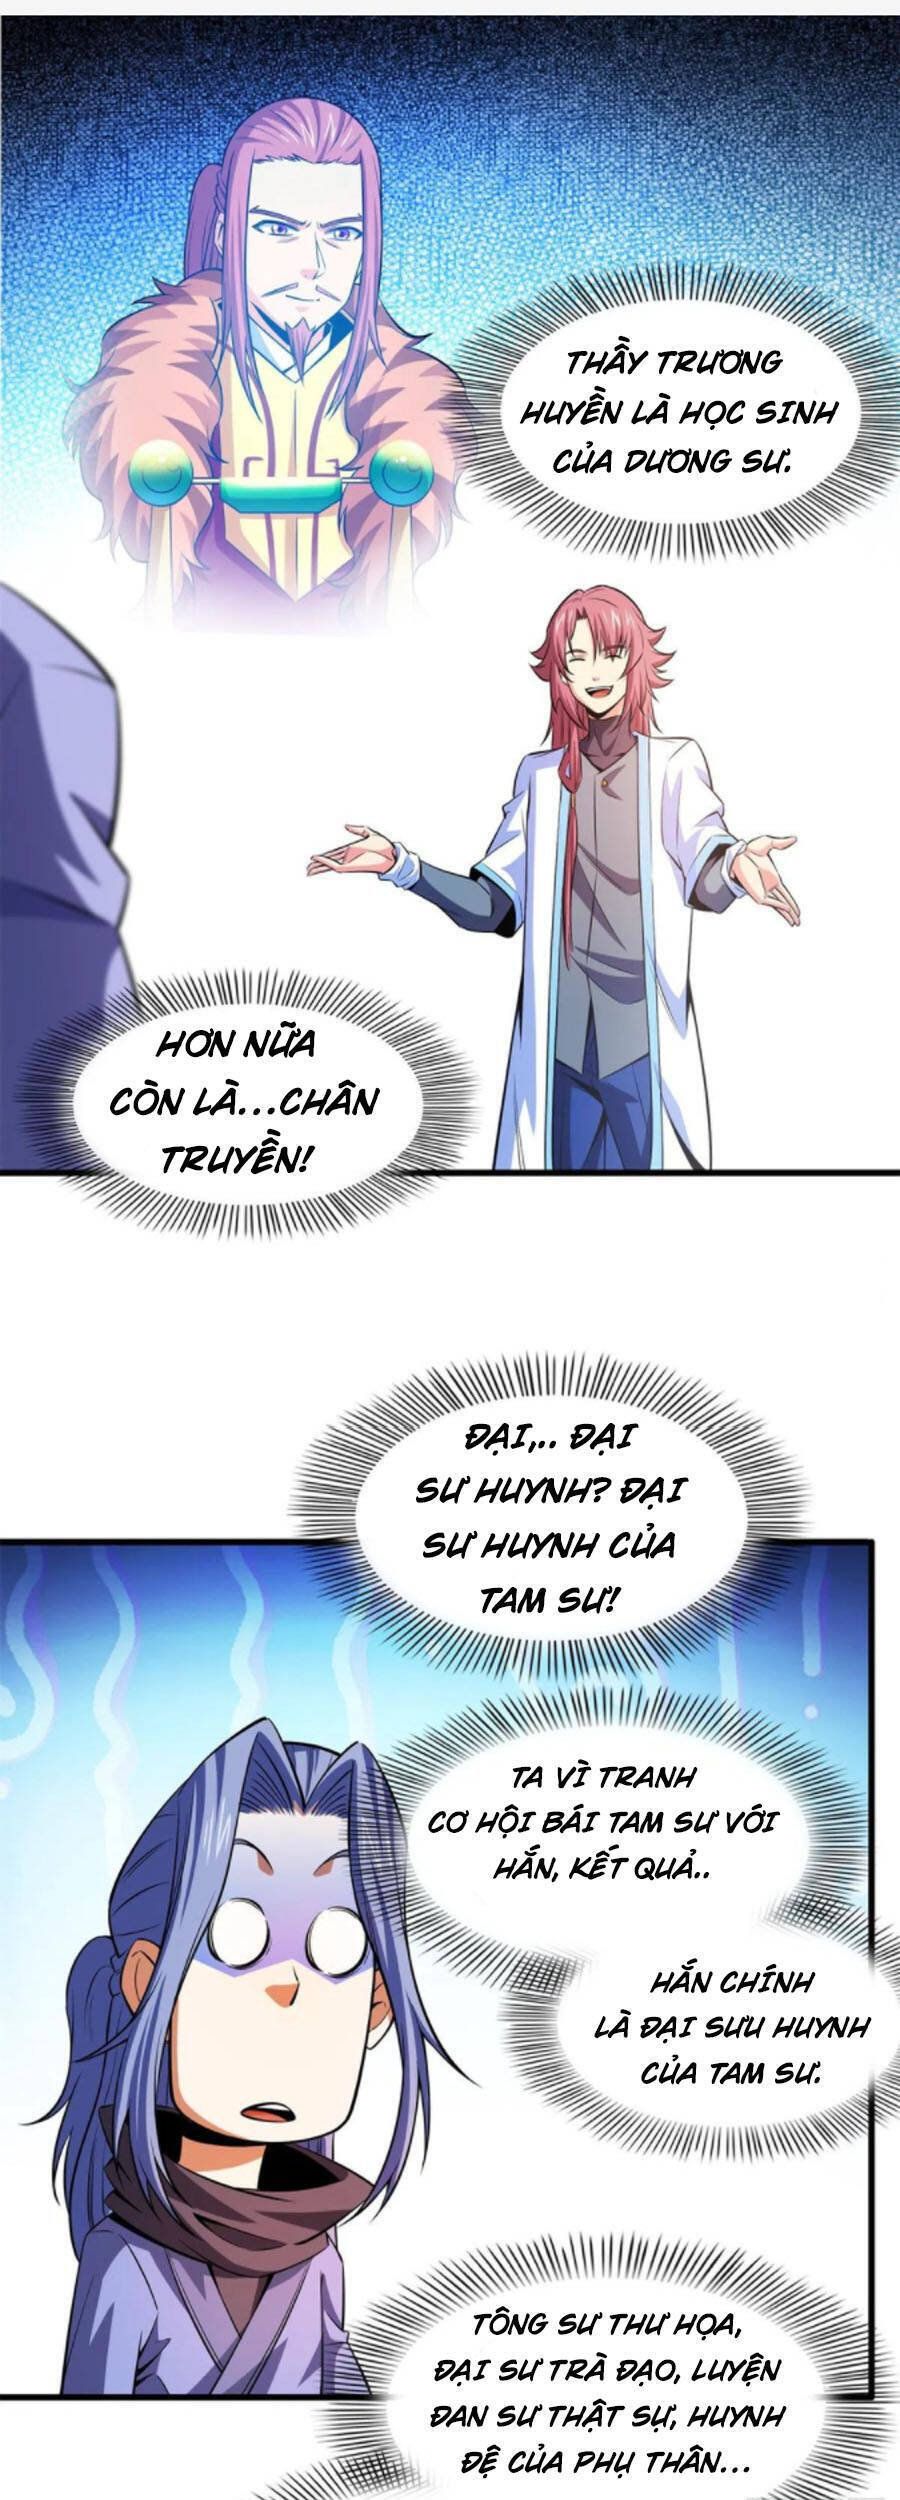 THẦY TRƯƠNG
HUYỀN LÀ HỌC SINH
CỦA DƯƠNG SƯ.
HƠN NỮA
CÒN LÀ...CHÂN
TRUYỀN!
ĐẠI,.. ĐẠI
SƯ HUYNH? ĐẠI
SƯ HUYNH CỦA
TAM SƯ!
TA VÌ TRANH
CƠ HỘI BÁI TAM SƯ VỚI
HẮN, KẾT QUẢ..
HẮN CHÍNH
LÀ ĐẠI SƯU HUYNH
CỦA TAM SƯ.
TÔNG SƯ THƯ HỌA,
ĐẠI SƯ TRÀ ĐẠO, LUYỆN
ĐAN SƯ THẬT SỰ, HUYNH
ĐỆ CỦA PHỤ THÂN...